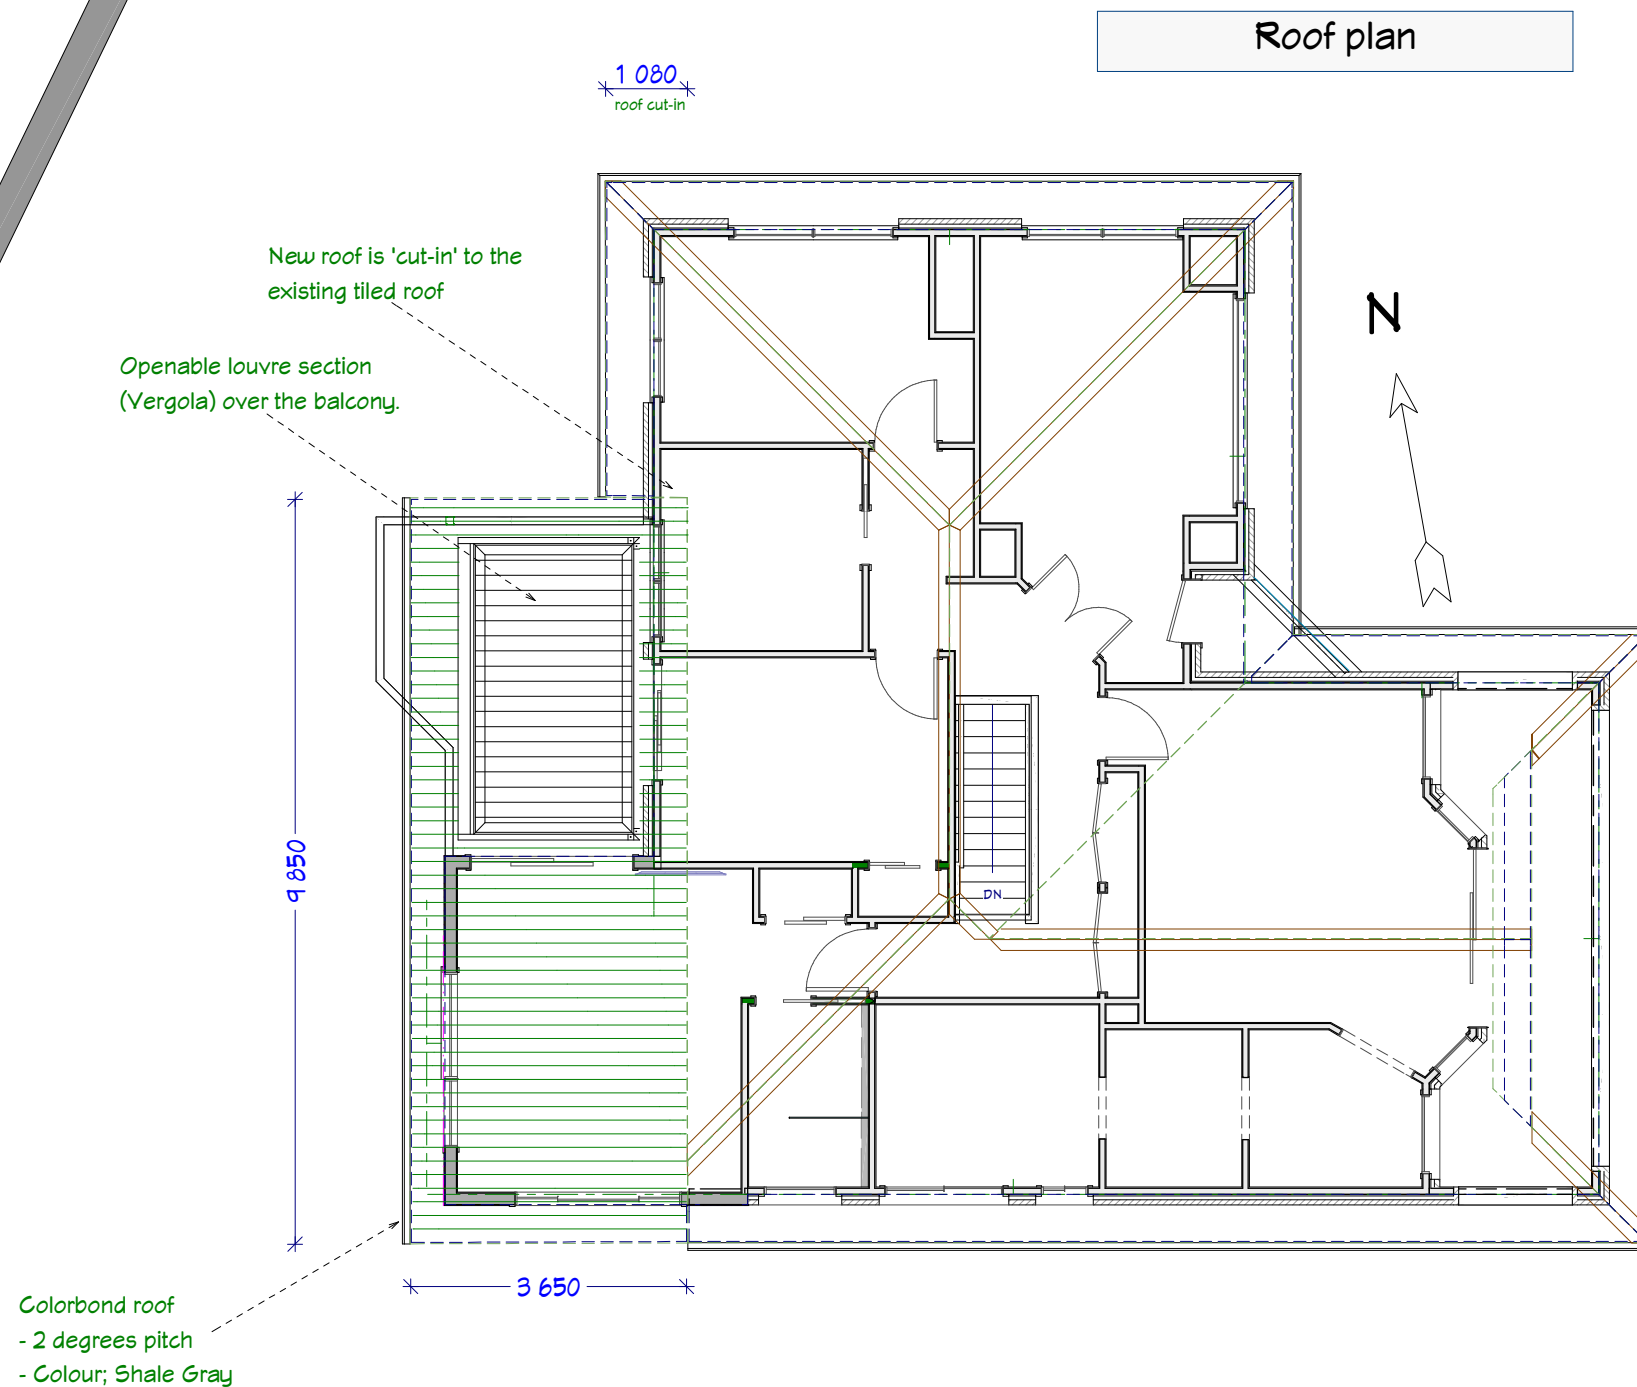 Roof plan
1 080
roof cut-in
New roof is 'cut-in' to the
existing tiled roof
N
Openable louvre section
(Vergola) over the balcony.
9 850
DN
3 650
Colorbond roof
- 2 degrees pitch
- Colour; Shale Gray